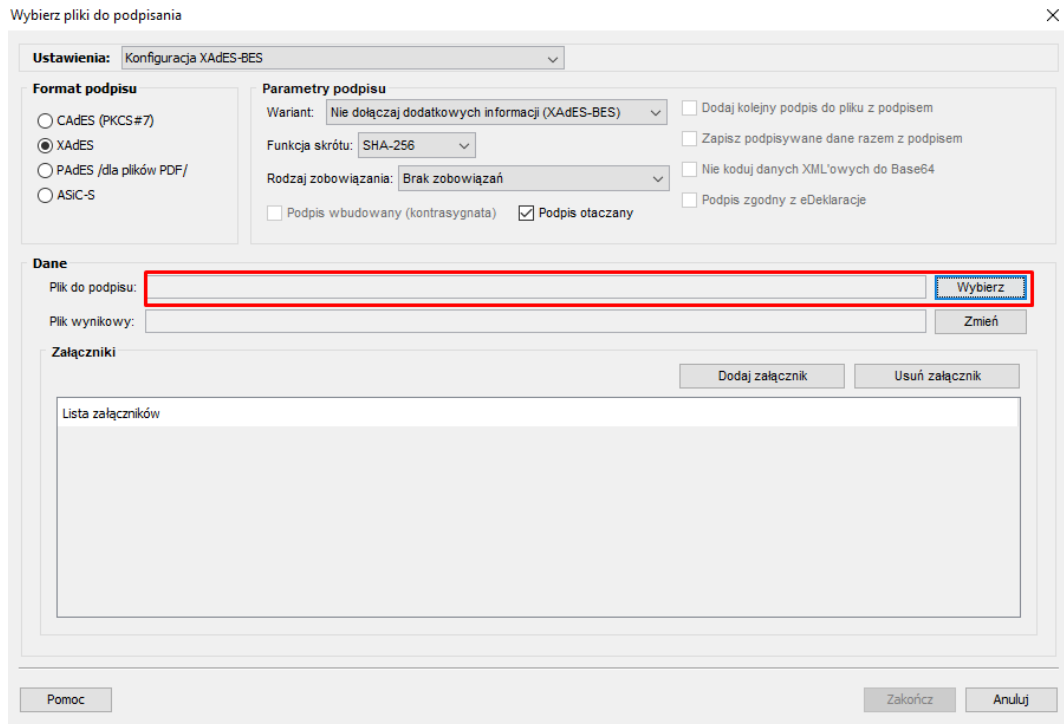 Wybierz pliki do podpisania
Ustawienia: Konfiguracja XAdES-BES
Format podpisu
CAdES (PKCS#7)
XAdES
PAdES /dla plików PDF/
ASiC-S
Parametry podpisu
Wariant: Nie dołączaj dodatkowych informacji (XAdES-BES)
Funkcja skrótu: SHA-256
Rodzaj zobowiązania: Brak zobowiązań
Podpis wbudowany (kontrasygnata) Podpis otaczany
Dodaj kolejny podpis do pliku z podpisem
Zapisz podpisywane dane razem z podpisem
Nie koduj danych XML'owych do Base64
Podpis zgodny z eDeklaracje
Dane
Plik do podpisu: Wybierz
Plik wynikowy: Zmień
Załączniki
Dodaj załącznik Usuń załącznik
Lista załączników
Pomoc Zakończ Anuluj